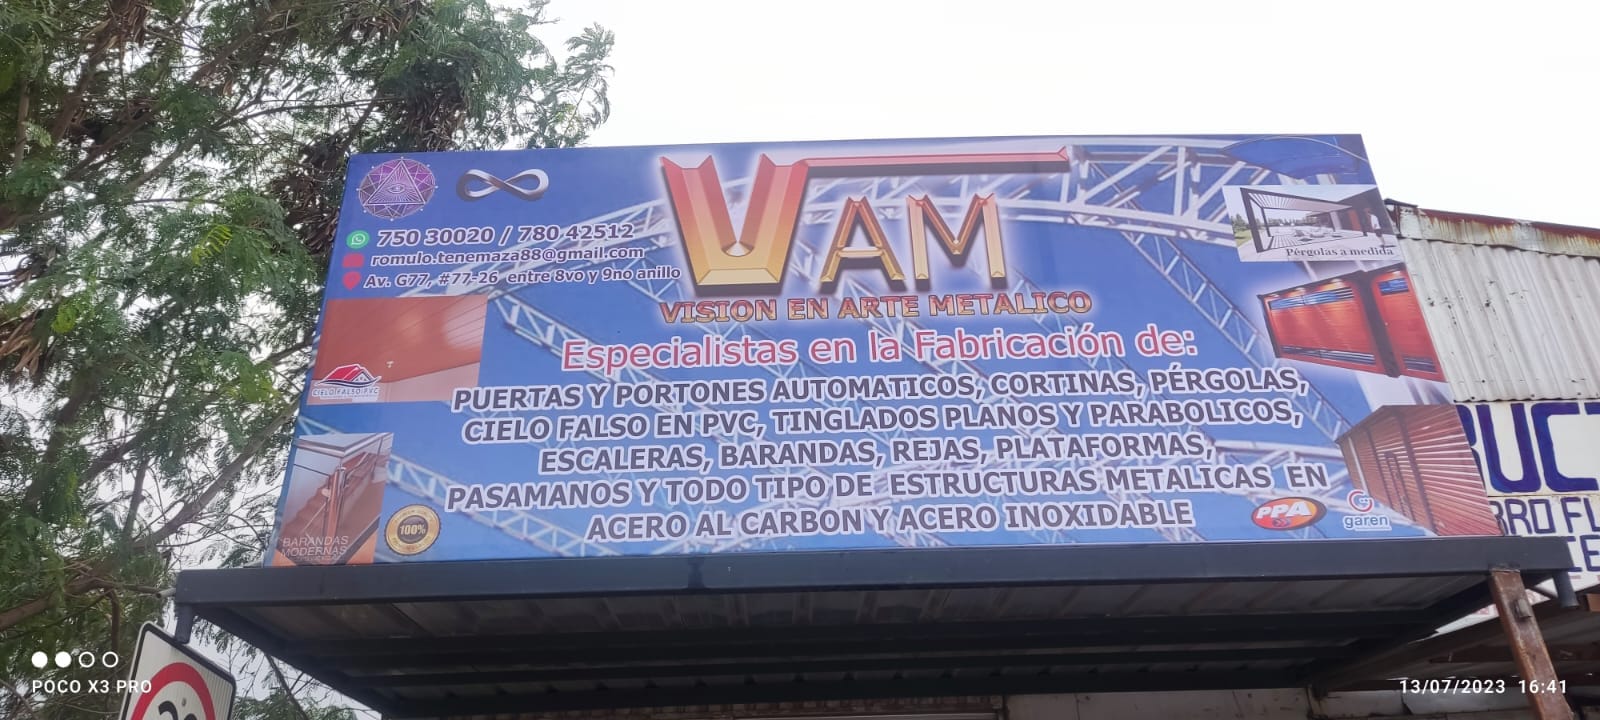 750 30020 / 780 42512
romulo.tenemaza88@gmail.com
Av. G77, #77-26 entre 8vo y 9no anillo
VAM
VISION EN ARTE METALICO
Especialistas en la Fabricación de:
PUERTAS Y PORTONES AUTOMATICOS, CORTINAS, PÉRGOLAS,
CIELO FALSO EN PVC, TINGLADOS PLANOS Y PARABOLICOS,
ESCALERAS, BARANDAS, REJAS, PLATAFORMAS,
PASAMANOS Y TODO TIPO DE ESTRUCTURAS METALICAS EN
ACERO AL CARBON Y ACERO INOXIDABLE
Pérgolas a medida
CIELO FALSO PVC
BARANDAS
MODERNAS
100%
PPA
garen
UCT
RRO FL
POCO X3 PRO
13/07/2023 16:41